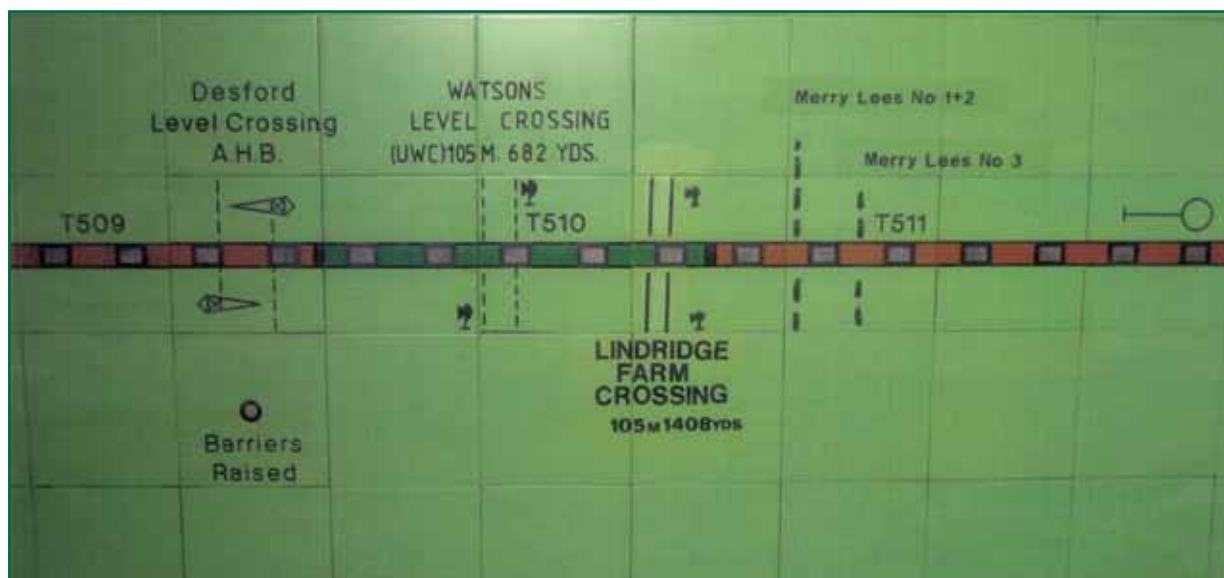 Desford
Level Crossing
A.H.B.
WATSONS
LEVEL CROSSING
(UWC)105 M. 682 YDS.
Merry Lees No 1+2
Merry Lees No 3
T509
T510
T511
LINDRIDGE
FARM
CROSSING
105M 1408YDS
Barriers
Raised